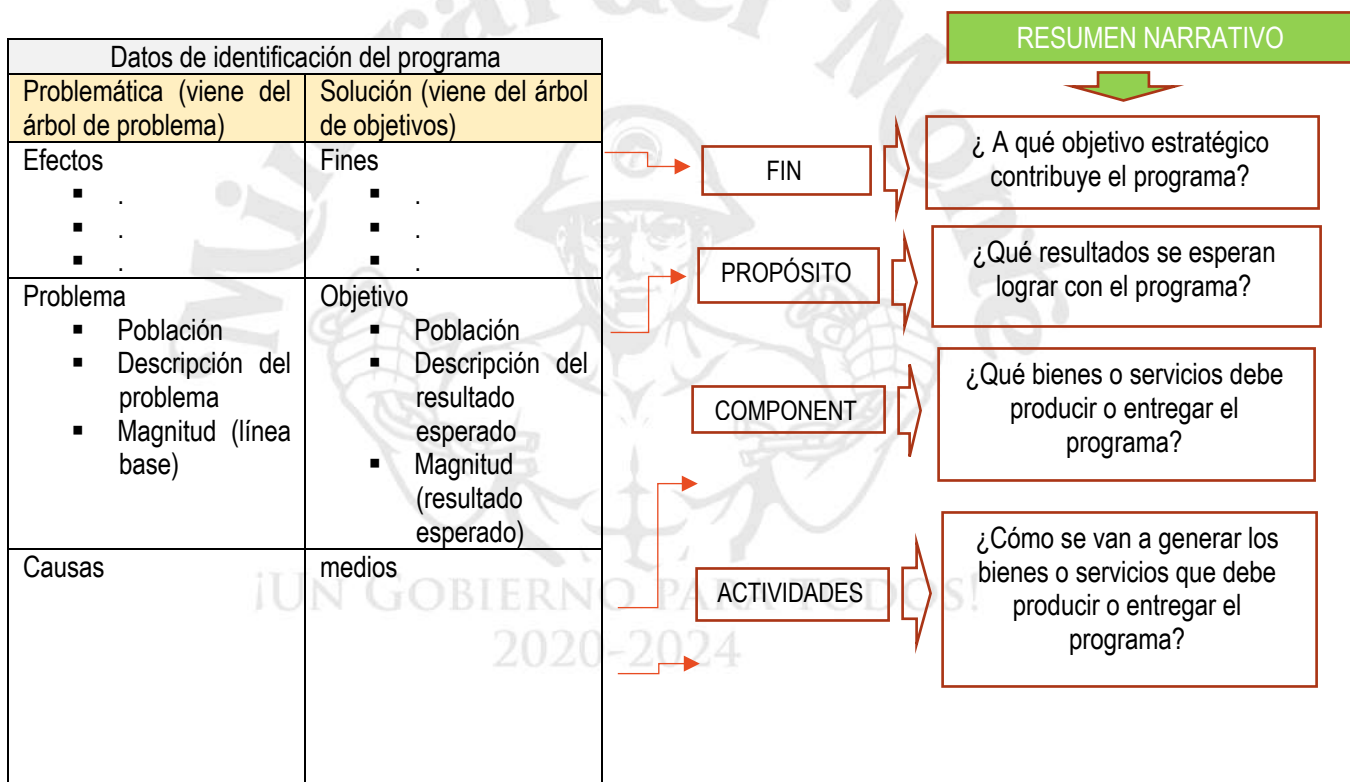 Mineral del Monte
RESUMEN NARRATIVO
Datos de identificación del programa
Problemática (viene del
árbol de problema)
Solución (viene del árbol
de objetivos)
Efectos
▪ .
▪ .
▪ .
Fines
▪ .
▪ .
▪ .
Problema
▪ Población
▪ Descripción del
problema
▪ Magnitud (línea
base)
Objetivo
▪ Población
▪ Descripción del
resultado
esperado
▪ Magnitud
(resultado
esperado)
Causas
medios
FIN
¿ A qué objetivo estratégico
contribuye el programa?
PROPÓSITO
¿Qué resultados se esperan
lograr con el programa?
COMPONENT
¿Qué bienes o servicios debe
producir o entregar el
programa?
ACTIVIDADES
¿Cómo se van a generar los
bienes o servicios que debe
producir o entregar el
programa?
¡UN GOBIERNO PARA TODOS!
2020-2024